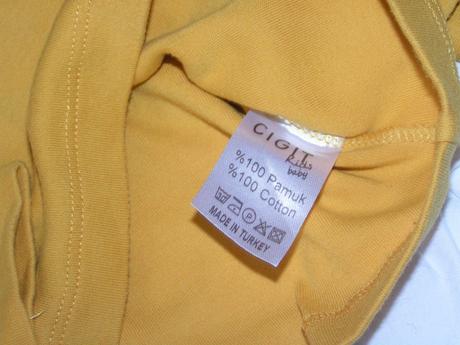 CIGIT
kids
baby
%100 Pamuk
%100 Cotton
MADE IN TURKEY